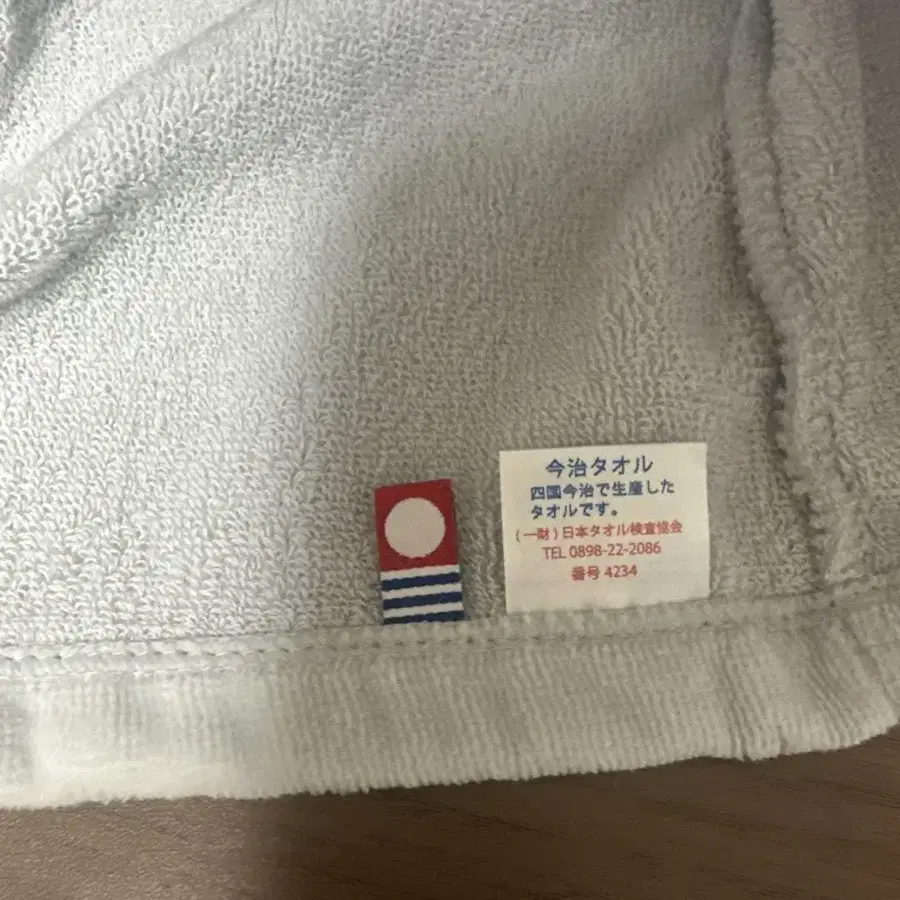 今治タオル
四国今治で生産した
タオルです。
(一財)日本タオル検査協会
TEL 0898-22-2086
番号 4234